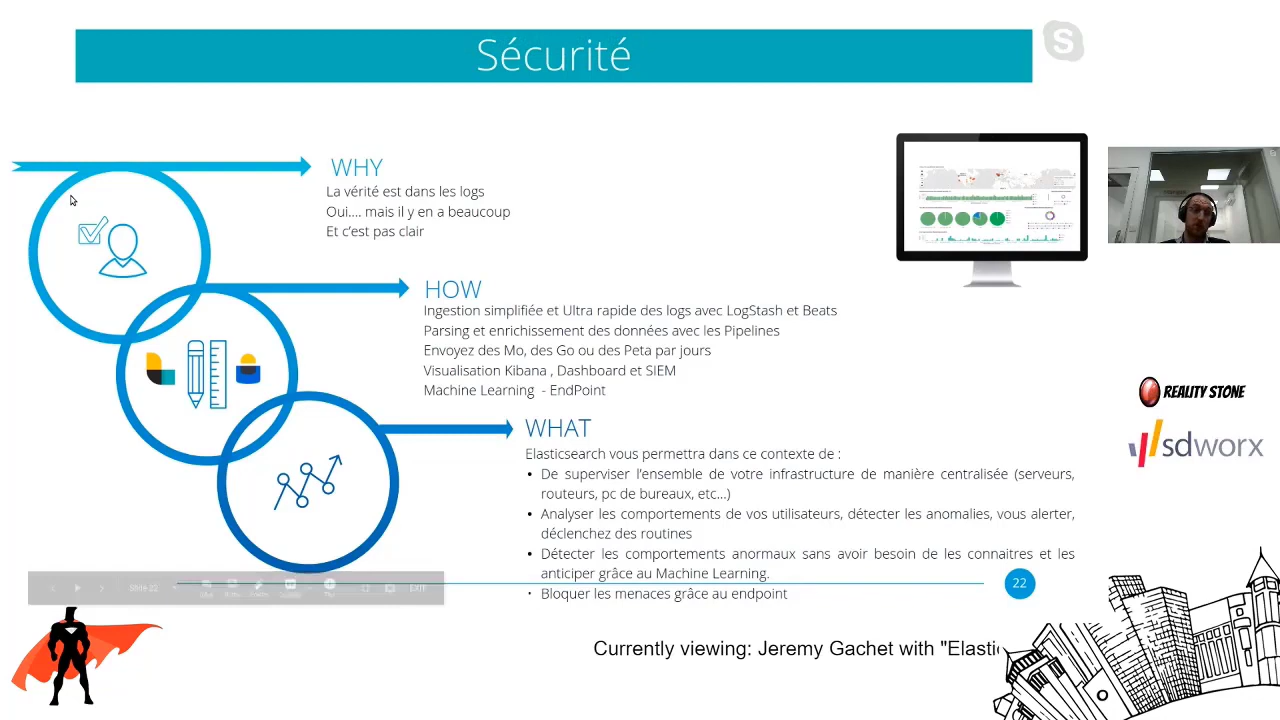 Sécurité
WHY
La vérité est dans les logs
Oui.... mais il y en a beaucoup
Et c'est pas clair
HOW
Ingestion simplifiée et Ultra rapide des logs avec LogStash et Beats
Parsing et enrichissement des données avec les Pipelines
Envoyez des Mo, des Go ou des Peta par jours
Visualisation Kibana , Dashboard et SIEM
Machine Learning - EndPoint
WHAT
Elasticsearch vous permettra dans ce contexte de :
• De superviser l'ensemble de votre infrastructure de manière centralisée (serveurs,
routeurs, pc de bureaux, etc...)
• Analyser les comportements de vos utilisateurs, détecter les anomalies, vous alerter,
déclenchez des routines
• Détecter les comportements anormaux sans avoir besoin de les connaitres et les
anticiper grâce au Machine Learning.
• Bloquer les menaces grâce au endpoint
22
Slide 22
EXIT
REALITY STONE
sdworx
Currently viewing: Jeremy Gachet with "Elasti